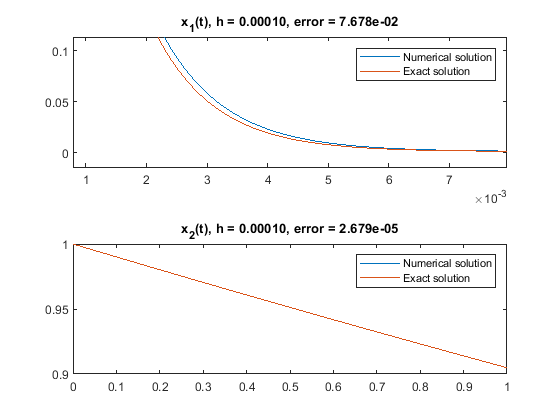 x1(t), h = 0.00010, error = 7.678e-02
0.1
0.05
0
Numerical solution
Exact solution
1 2 3 4 5 6 7
×10-3
x2(t), h = 0.00010, error = 2.679e-05
1
0.95
0.9
Numerical solution
Exact solution
0 0.1 0.2 0.3 0.4 0.5 0.6 0.7 0.8 0.9 1